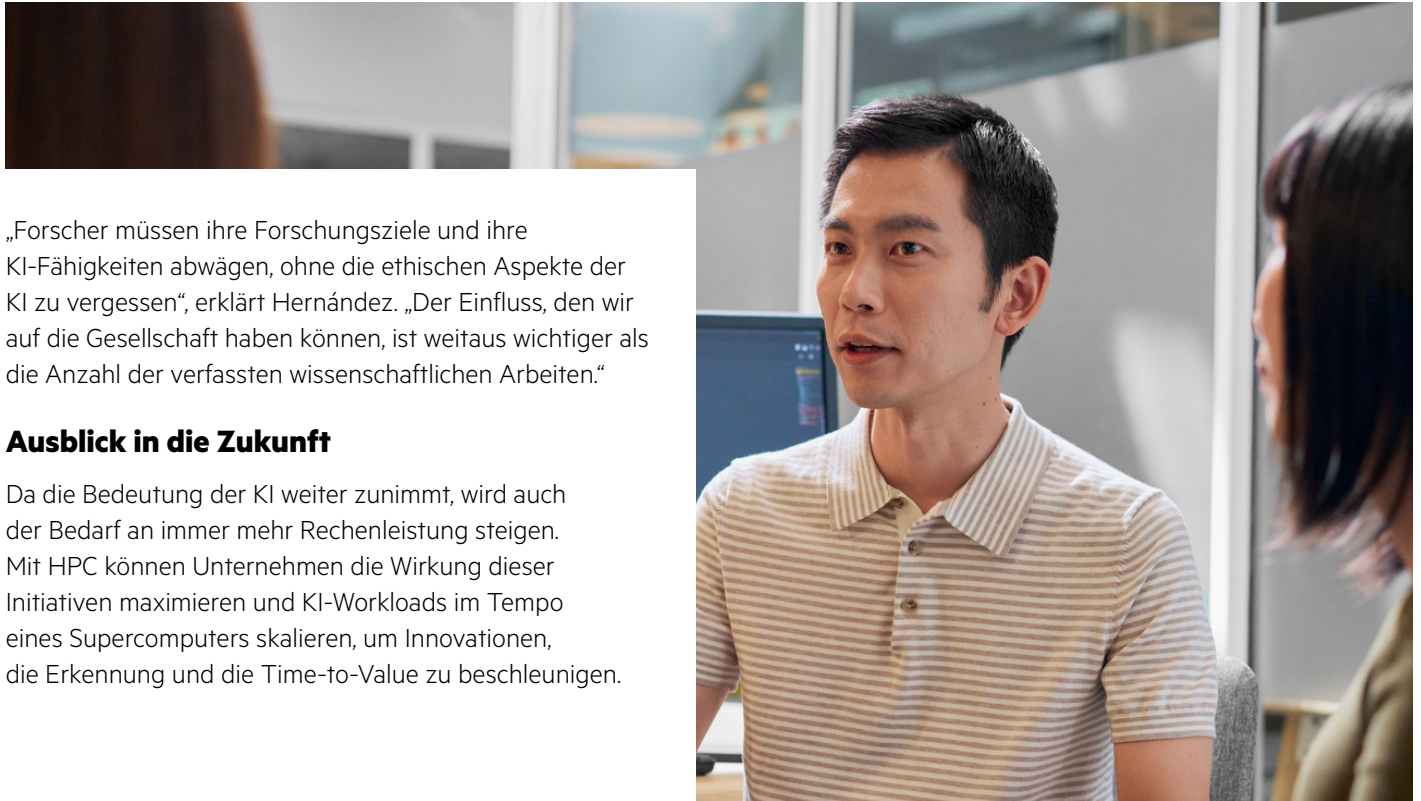 „Forscher müssen ihre Forschungsziele und ihre
KI-Fähigkeiten abwägen, ohne die ethischen Aspekte der
KI zu vergessen“, erklärt Hernández. „Der Einfluss, den wir
auf die Gesellschaft haben können, ist weitaus wichtiger als
die Anzahl der verfassten wissenschaftlichen Arbeiten.“
Ausblick in die Zukunft
Da die Bedeutung der KI weiter zunimmt, wird auch
der Bedarf an immer mehr Rechenleistung steigen.
Mit HPC können Unternehmen die Wirkung dieser
Initiativen maximieren und KI-Workloads im Tempo
eines Supercomputers skalieren, um Innovationen,
die Erkennung und die Time-to-Value zu beschleunigen.